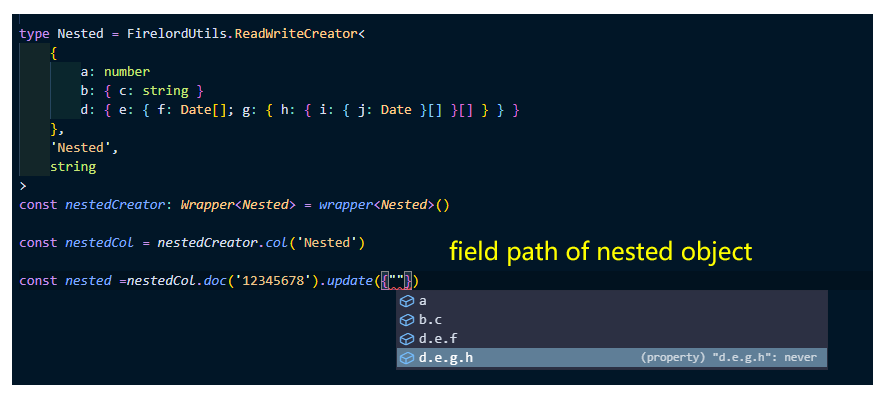 type Nested = FirelordUtils.ReadWriteCreator<
{
a: number
b: { c: string }
d: { e: { f: Date[]; g: { h: { i: { j: Date }[] }[] } } }
},
'Nested',
string
>
const nestedCreator: Wrapper<Nested> = wrapper<Nested>()
const nestedCol = nestedCreator.col('Nested')
field path of nested object
const nested =nestedCol.doc('12345678').update({""})
a
b.c
d.e.f
d.e.g.h (property) "d.e.g.h": never